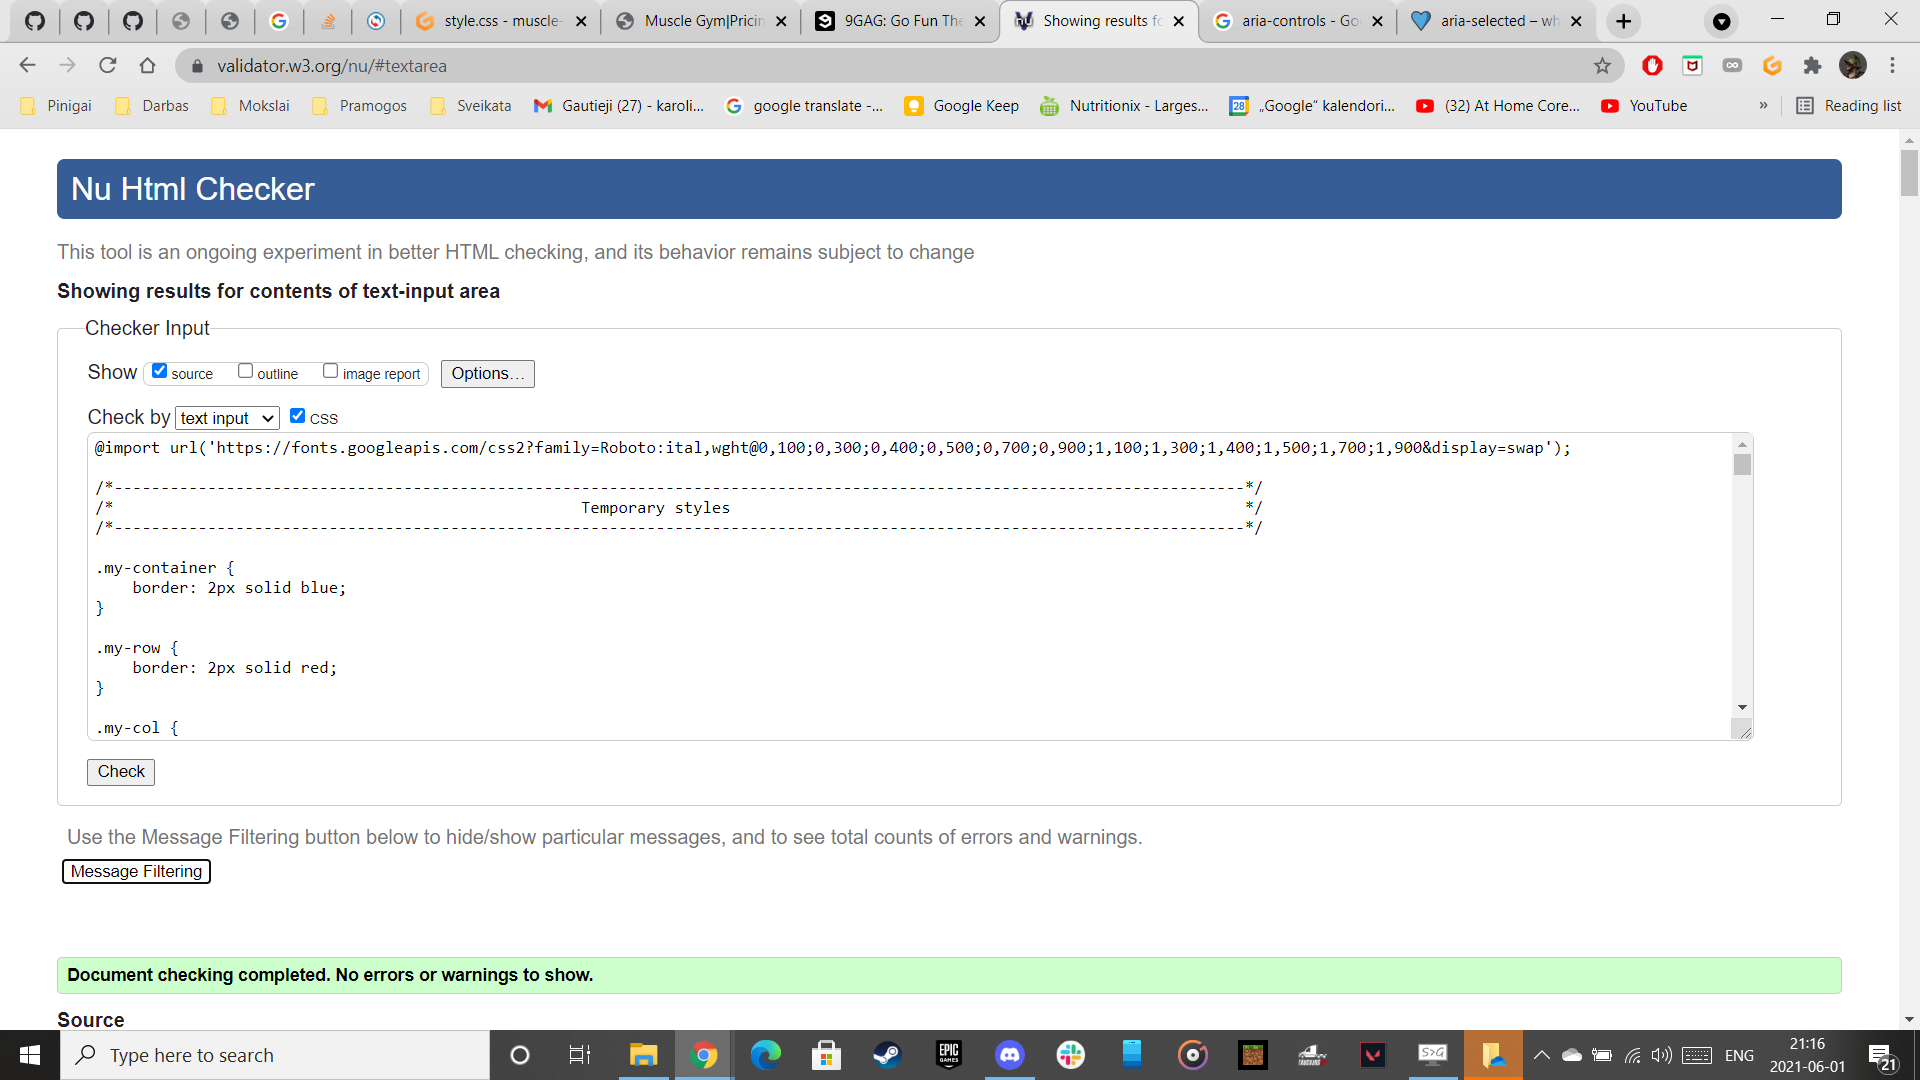 style.css - muscle-
Muscle Gym|Pricin
9GAG: Go Fun The
Showing results fo
aria-controls - Go
aria-selected – wh
validator.w3.org/nu/#textarea
Pinigai
Darbas
Mokslai
Pramogos
Sveikata
Gautieji (27) - karoli...
google translate -...
Google Keep
Nutritionix - Larges...
28
„Google“ kalendori...
(32) At Home Core...
YouTube
»
Reading list
Nu Html Checker
This tool is an ongoing experiment in better HTML checking, and its behavior remains subject to change
Showing results for contents of text-input area
Checker Input
Show source outline image report Options...
Check by text input CSS
@import url('https://fonts.googleapis.com/css2?family=Roboto:ital,wght@0,100;0,300;0,400;0,500;0,700;0,900;1,100;1,300;1,400;1,500;1,700;1,900&display=swap');
/*-------------------------------------------------------------------------------------------------------------------------*/
/* Temporary styles */
/*-------------------------------------------------------------------------------------------------------------------------*/
.my-container {
border: 2px solid blue;
}
.my-row {
border: 2px solid red;
}
.my-col {
Check
Use the Message Filtering button below to hide/show particular messages, and to see total counts of errors and warnings.
Message Filtering
Document checking completed. No errors or warnings to show.
Source
Type here to search
EPIC GAMES
S>G
ENG
21:16
2021-06-01
21